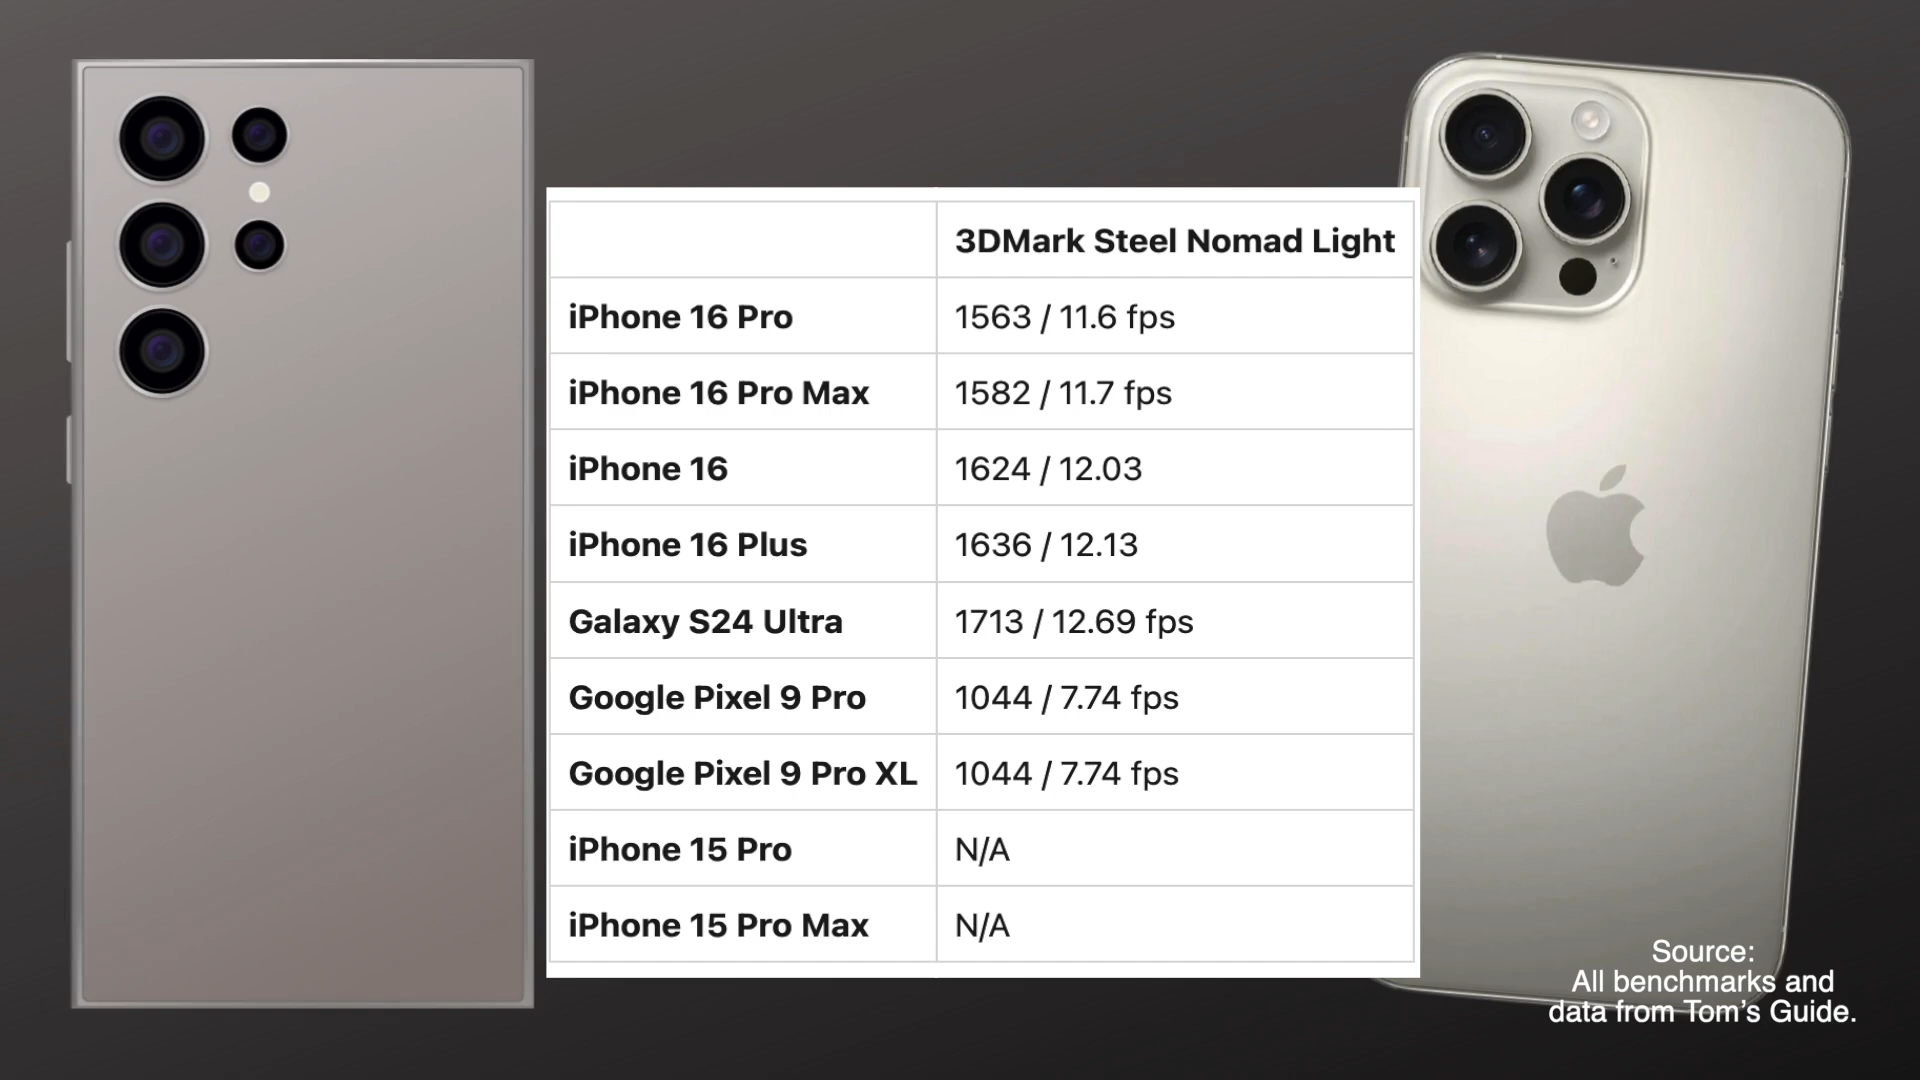 3DMark Steel Nomad Light
iPhone 16 Pro 1563 / 11.6 fps
iPhone 16 Pro Max 1582 / 11.7 fps
iPhone 16 1624 / 12.03
iPhone 16 Plus 1636 / 12.13
Galaxy S24 Ultra 1713 / 12.69 fps
Google Pixel 9 Pro 1044 / 7.74 fps
Google Pixel 9 Pro XL 1044 / 7.74 fps
iPhone 15 Pro N/A
iPhone 15 Pro Max N/A
Source:
All benchmarks and
data from Tom’s Guide.